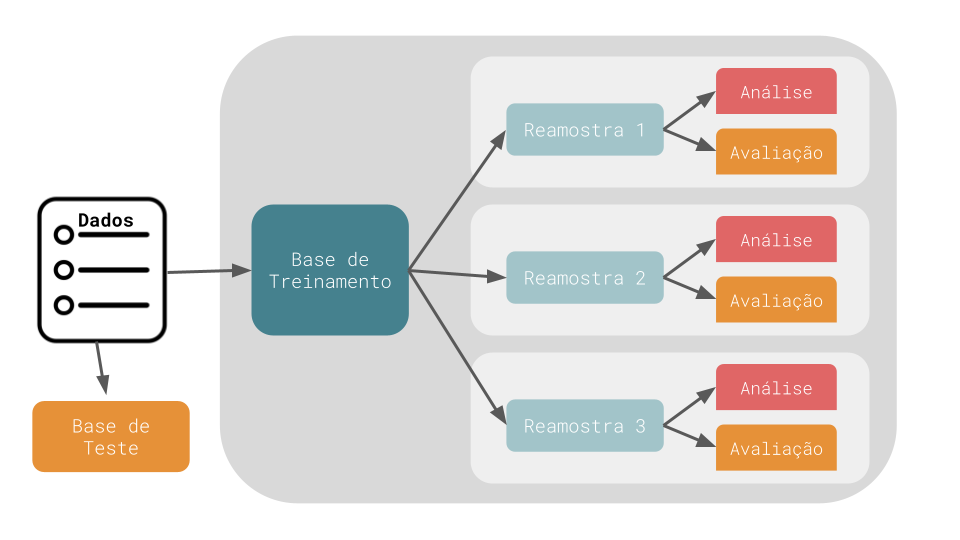 Dados
Base de
Teste
Base de
Treinamento
Reamostra 1
Análise
Avaliação
Reamostra 2
Análise
Avaliação
Reamostra 3
Análise
Avaliação